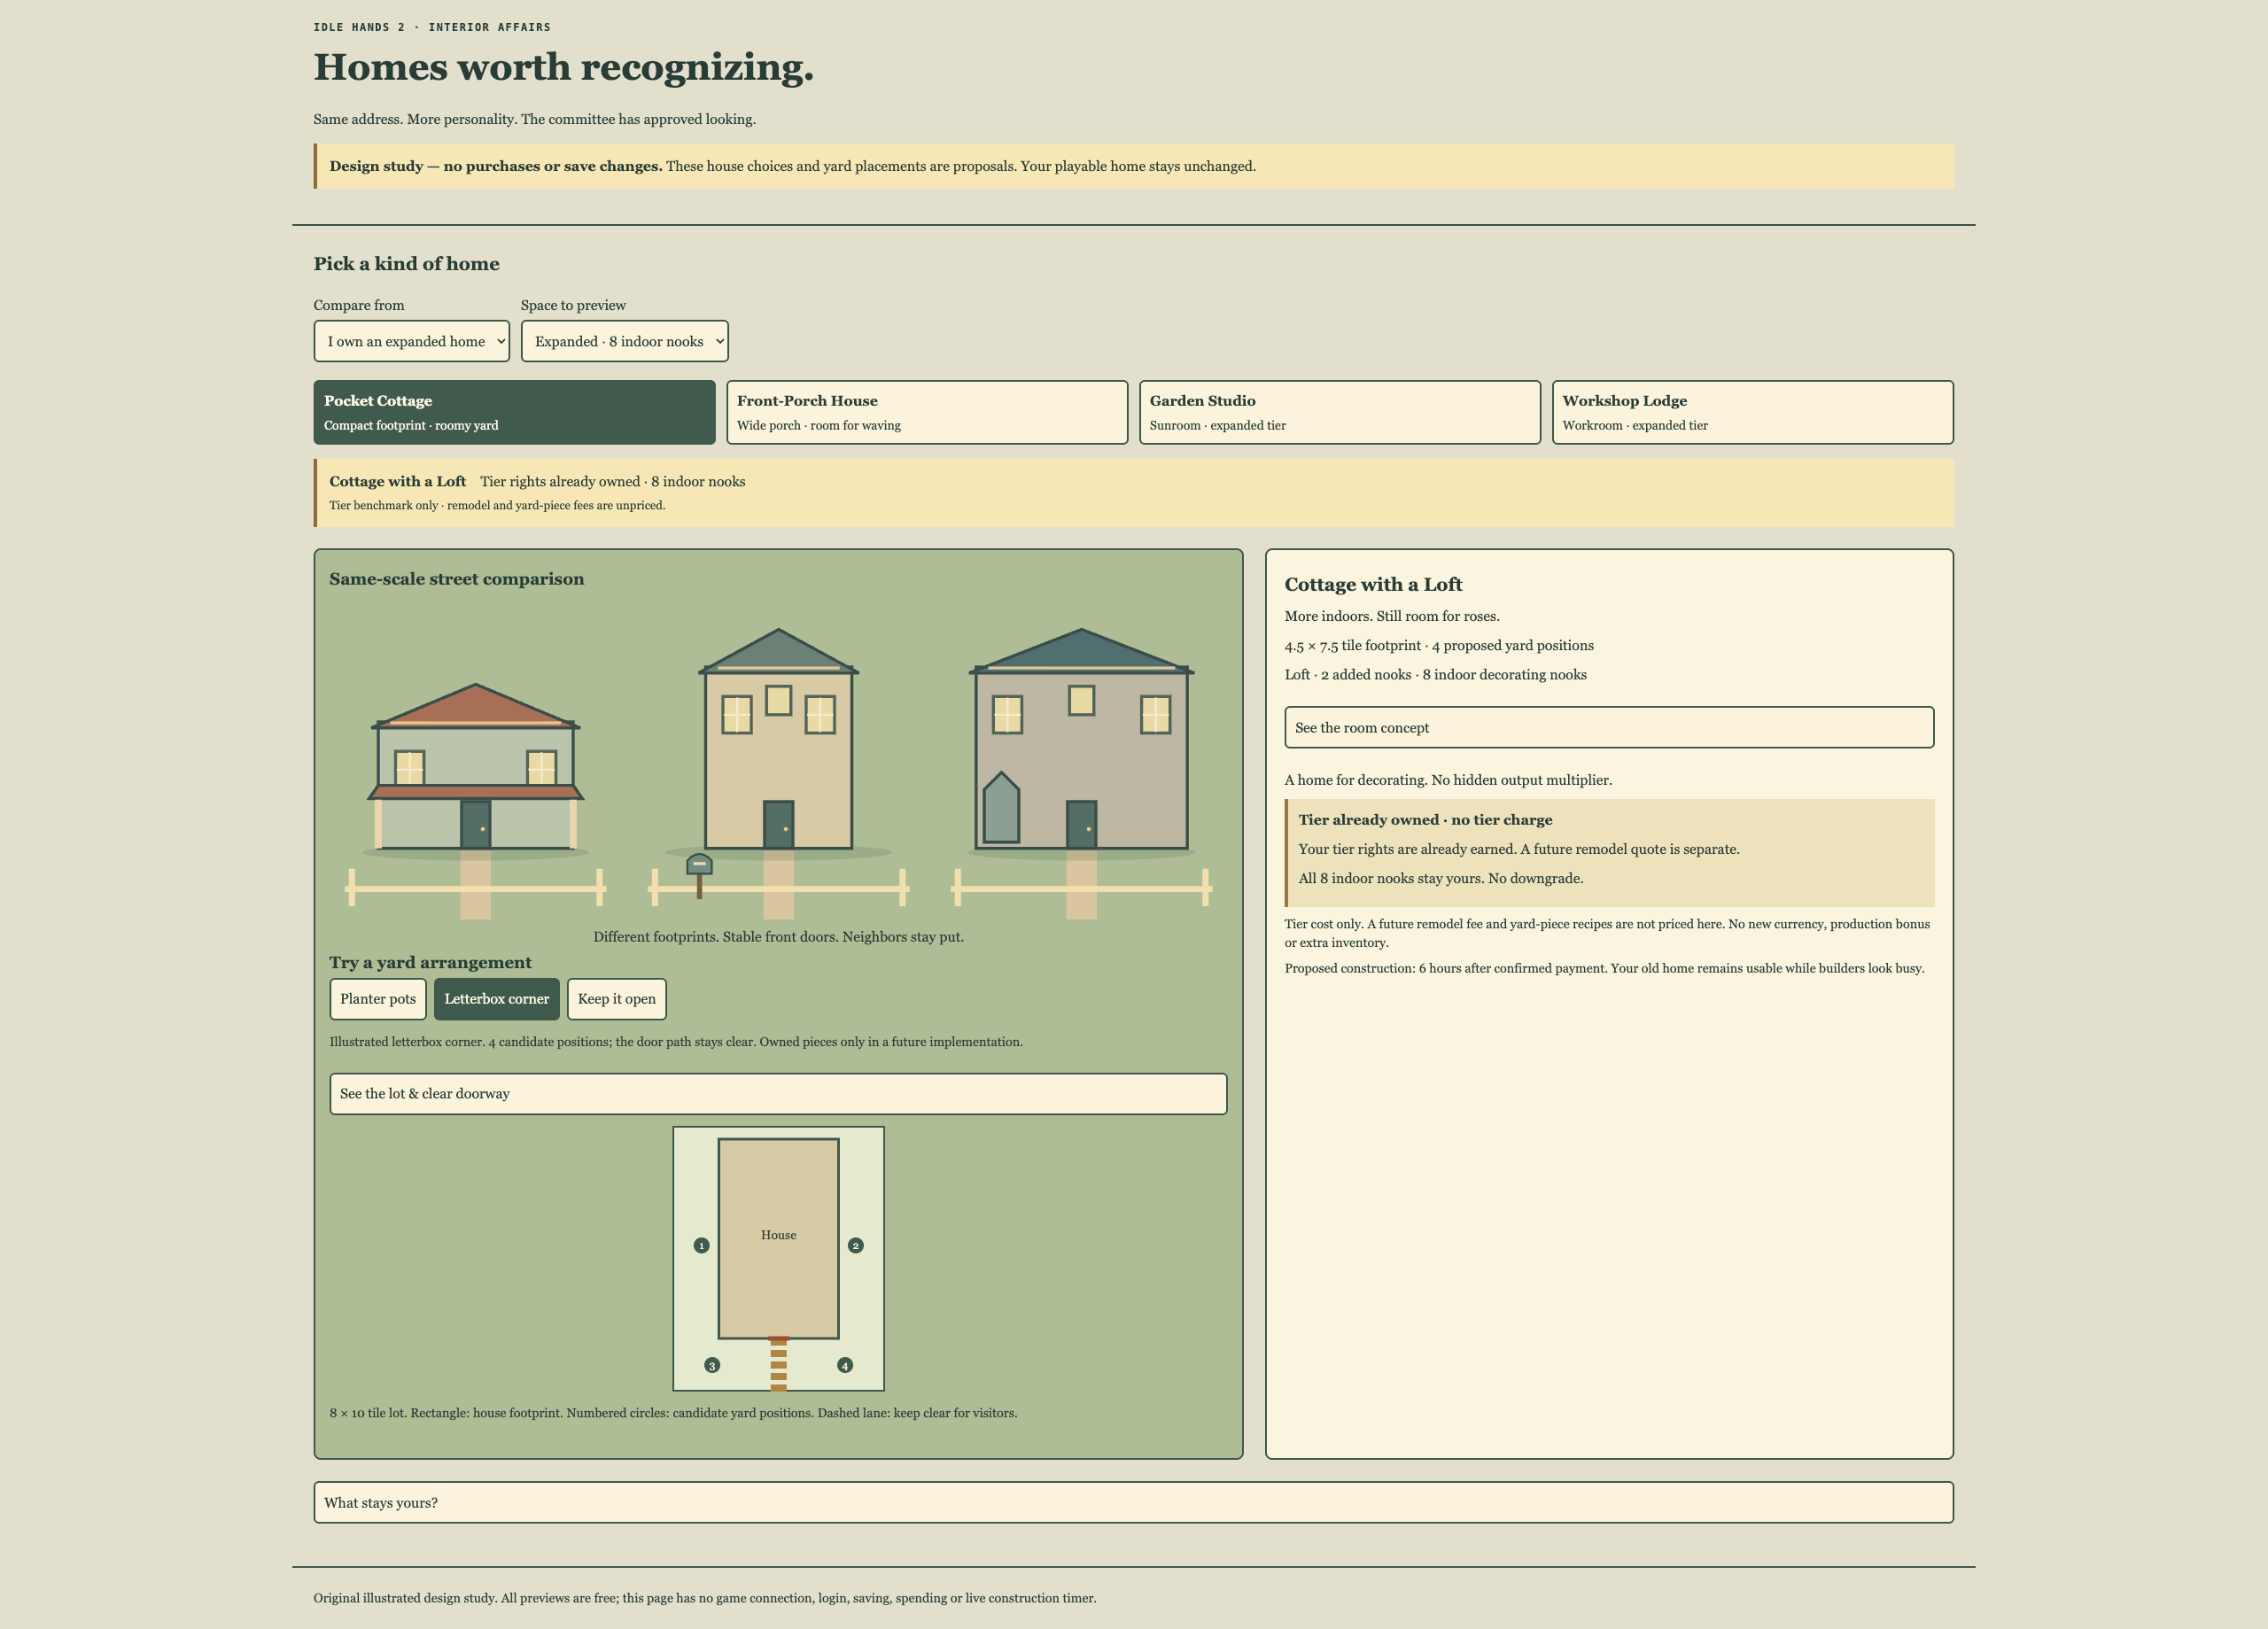 IDLE HANDS 2 · INTERIOR AFFAIRS
Homes worth recognizing.
Same address. More personality. The committee has approved looking.
Design study — no purchases or save changes. These house choices and yard placements are proposals. Your playable home stays unchanged.
Pick a kind of home
Compare from
Space to preview
I own an expanded home
Expanded · 8 indoor nooks
Pocket Cottage
Compact footprint · roomy yard
Front-Porch House
Wide porch · room for waving
Garden Studio
Sunroom · expanded tier
Workshop Lodge
Workroom · expanded tier
Cottage with a Loft Tier rights already owned · 8 indoor nooks
Tier benchmark only · remodel and yard-piece fees are unpriced.
Same-scale street comparison
Different footprints. Stable front doors. Neighbors stay put.
Try a yard arrangement
Planter pots
Letterbox corner
Keep it open
Illustrated letterbox corner. 4 candidate positions; the door path stays clear. Owned pieces only in a future implementation.
See the lot & clear doorway
House
1
2
3
4
8 × 10 tile lot. Rectangle: house footprint. Numbered circles: candidate yard positions. Dashed lane: keep clear for visitors.
Cottage with a Loft
More indoors. Still room for roses.
4.5 × 7.5 tile footprint · 4 proposed yard positions
Loft · 2 added nooks · 8 indoor decorating nooks
See the room concept
A home for decorating. No hidden output multiplier.
Tier already owned · no tier charge
Your tier rights are already earned. A future remodel quote is separate.
All 8 indoor nooks stay yours. No downgrade.
Tier cost only. A future remodel fee and yard-piece recipes are not priced here. No new currency, production bonus
or extra inventory.
Proposed construction: 6 hours after confirmed payment. Your old home remains usable while builders look busy.
What stays yours?
Original illustrated design study. All previews are free; this page has no game connection, login, saving, spending or live construction timer.